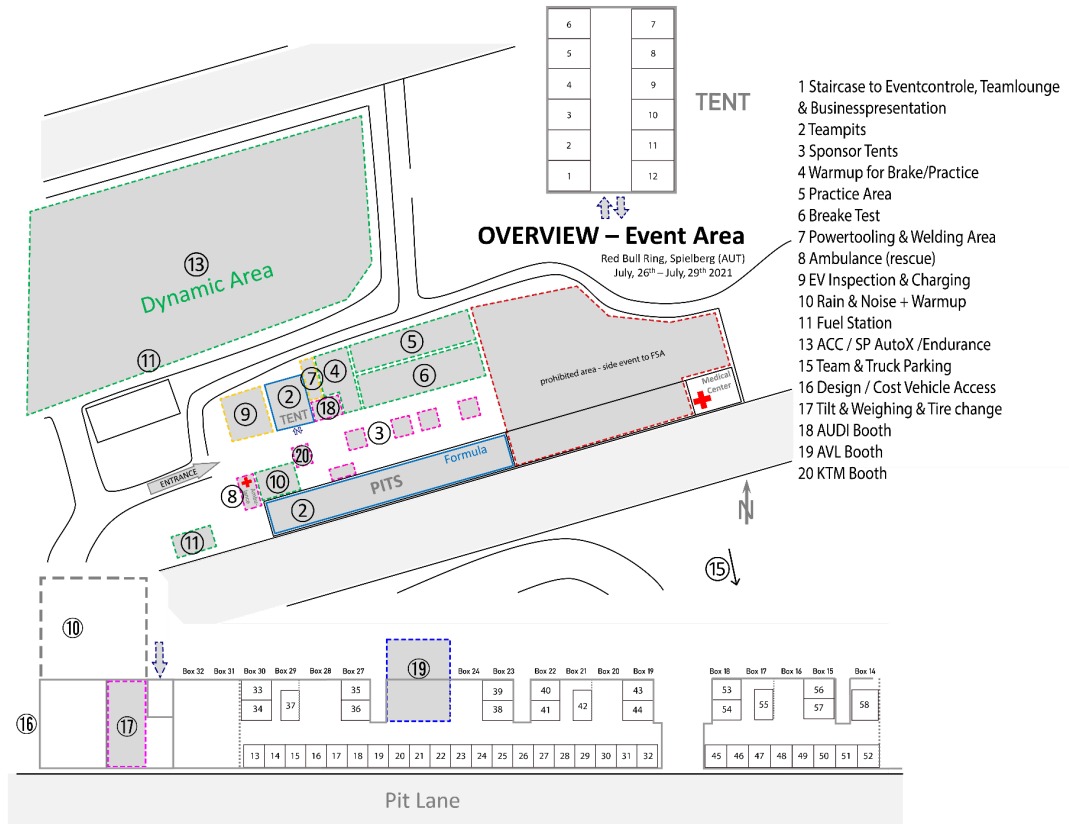 6 7
5 8
4 9
3 10
2 11
1 12
TENT
OVERVIEW – Event Area
Red Bull Ring, Spielberg (AUT)
July, 26th – July, 29th 2021
1 Staircase to Eventcontrole, Teamlounge
& Businesspresentation
2 Teampits
3 Sponsor Tents
4 Warmup for Brake/Practice
5 Practice Area
6 Breake Test
7 Powertooling & Welding Area
8 Ambulance (rescue)
9 EV Inspection & Charging
10 Rain & Noise + Warmup
11 Fuel Station
13 ACC / SP AutoX /Endurance
15 Team & Truck Parking
16 Design / Cost Vehicle Access
17 Tilt & Weighing & Tire change
18 AUDI Booth
19 AVL Booth
20 KTM Booth
13
Dynamic Area
11
5
4
7
6
9
2
TENT
18
3
prohibited area - side event to FSA
Medical
Center
20
ENTRANCE
8
10
Formula
PITS
2
11
N
15
10
Box 32 Box 31 Box 30 Box 29 Box 28 Box 27 Box 24 Box 23 Box 22 Box 21 Box 20 Box 19 Box 18 Box 17 Box 16 Box 15 Box 14
19
33 35 39 40 43 53 56
37 42 55 58
34 36 38 41 44 54 57
16
17
13 14 15 16 17 18 19 20 21 22 23 24 25 26 27 28 29 30 31 32 45 46 47 48 49 50 51 52
Pit Lane